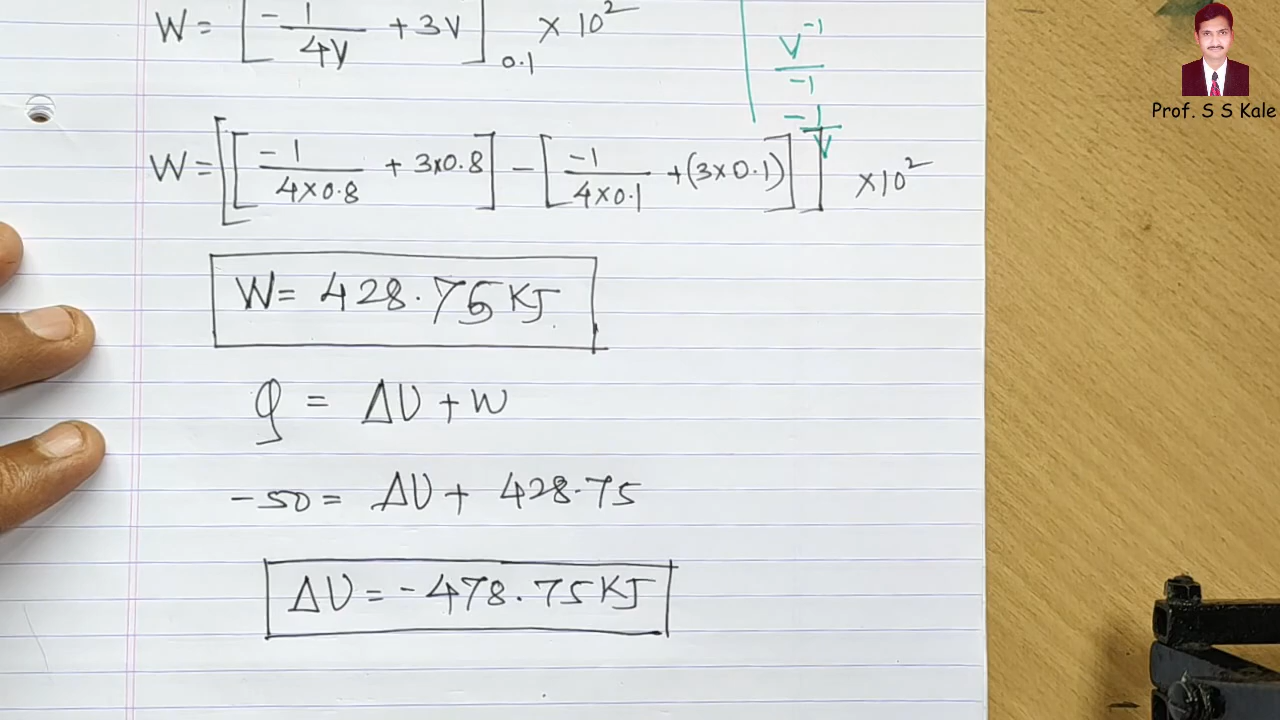 W = [-1/4V + 3V]0.1 × 10²
V⁻¹/-1
-1/V
Prof. S S Kale
W = [[-1/4×0.8 + 3×0.8] - [-1/4×0.1 + (3×0.1)]] ×10²
W = 428.75 KJ
Q = ΔU + W
-50 = ΔU + 428.75
ΔU = -478.75 KJ